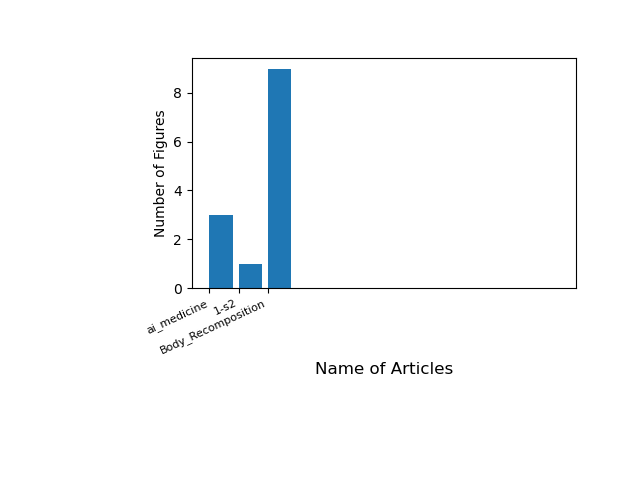 Number of Figures
8
6
4
2
0
ai_medicine
1-s2
Body_Recomposition
Name of Articles